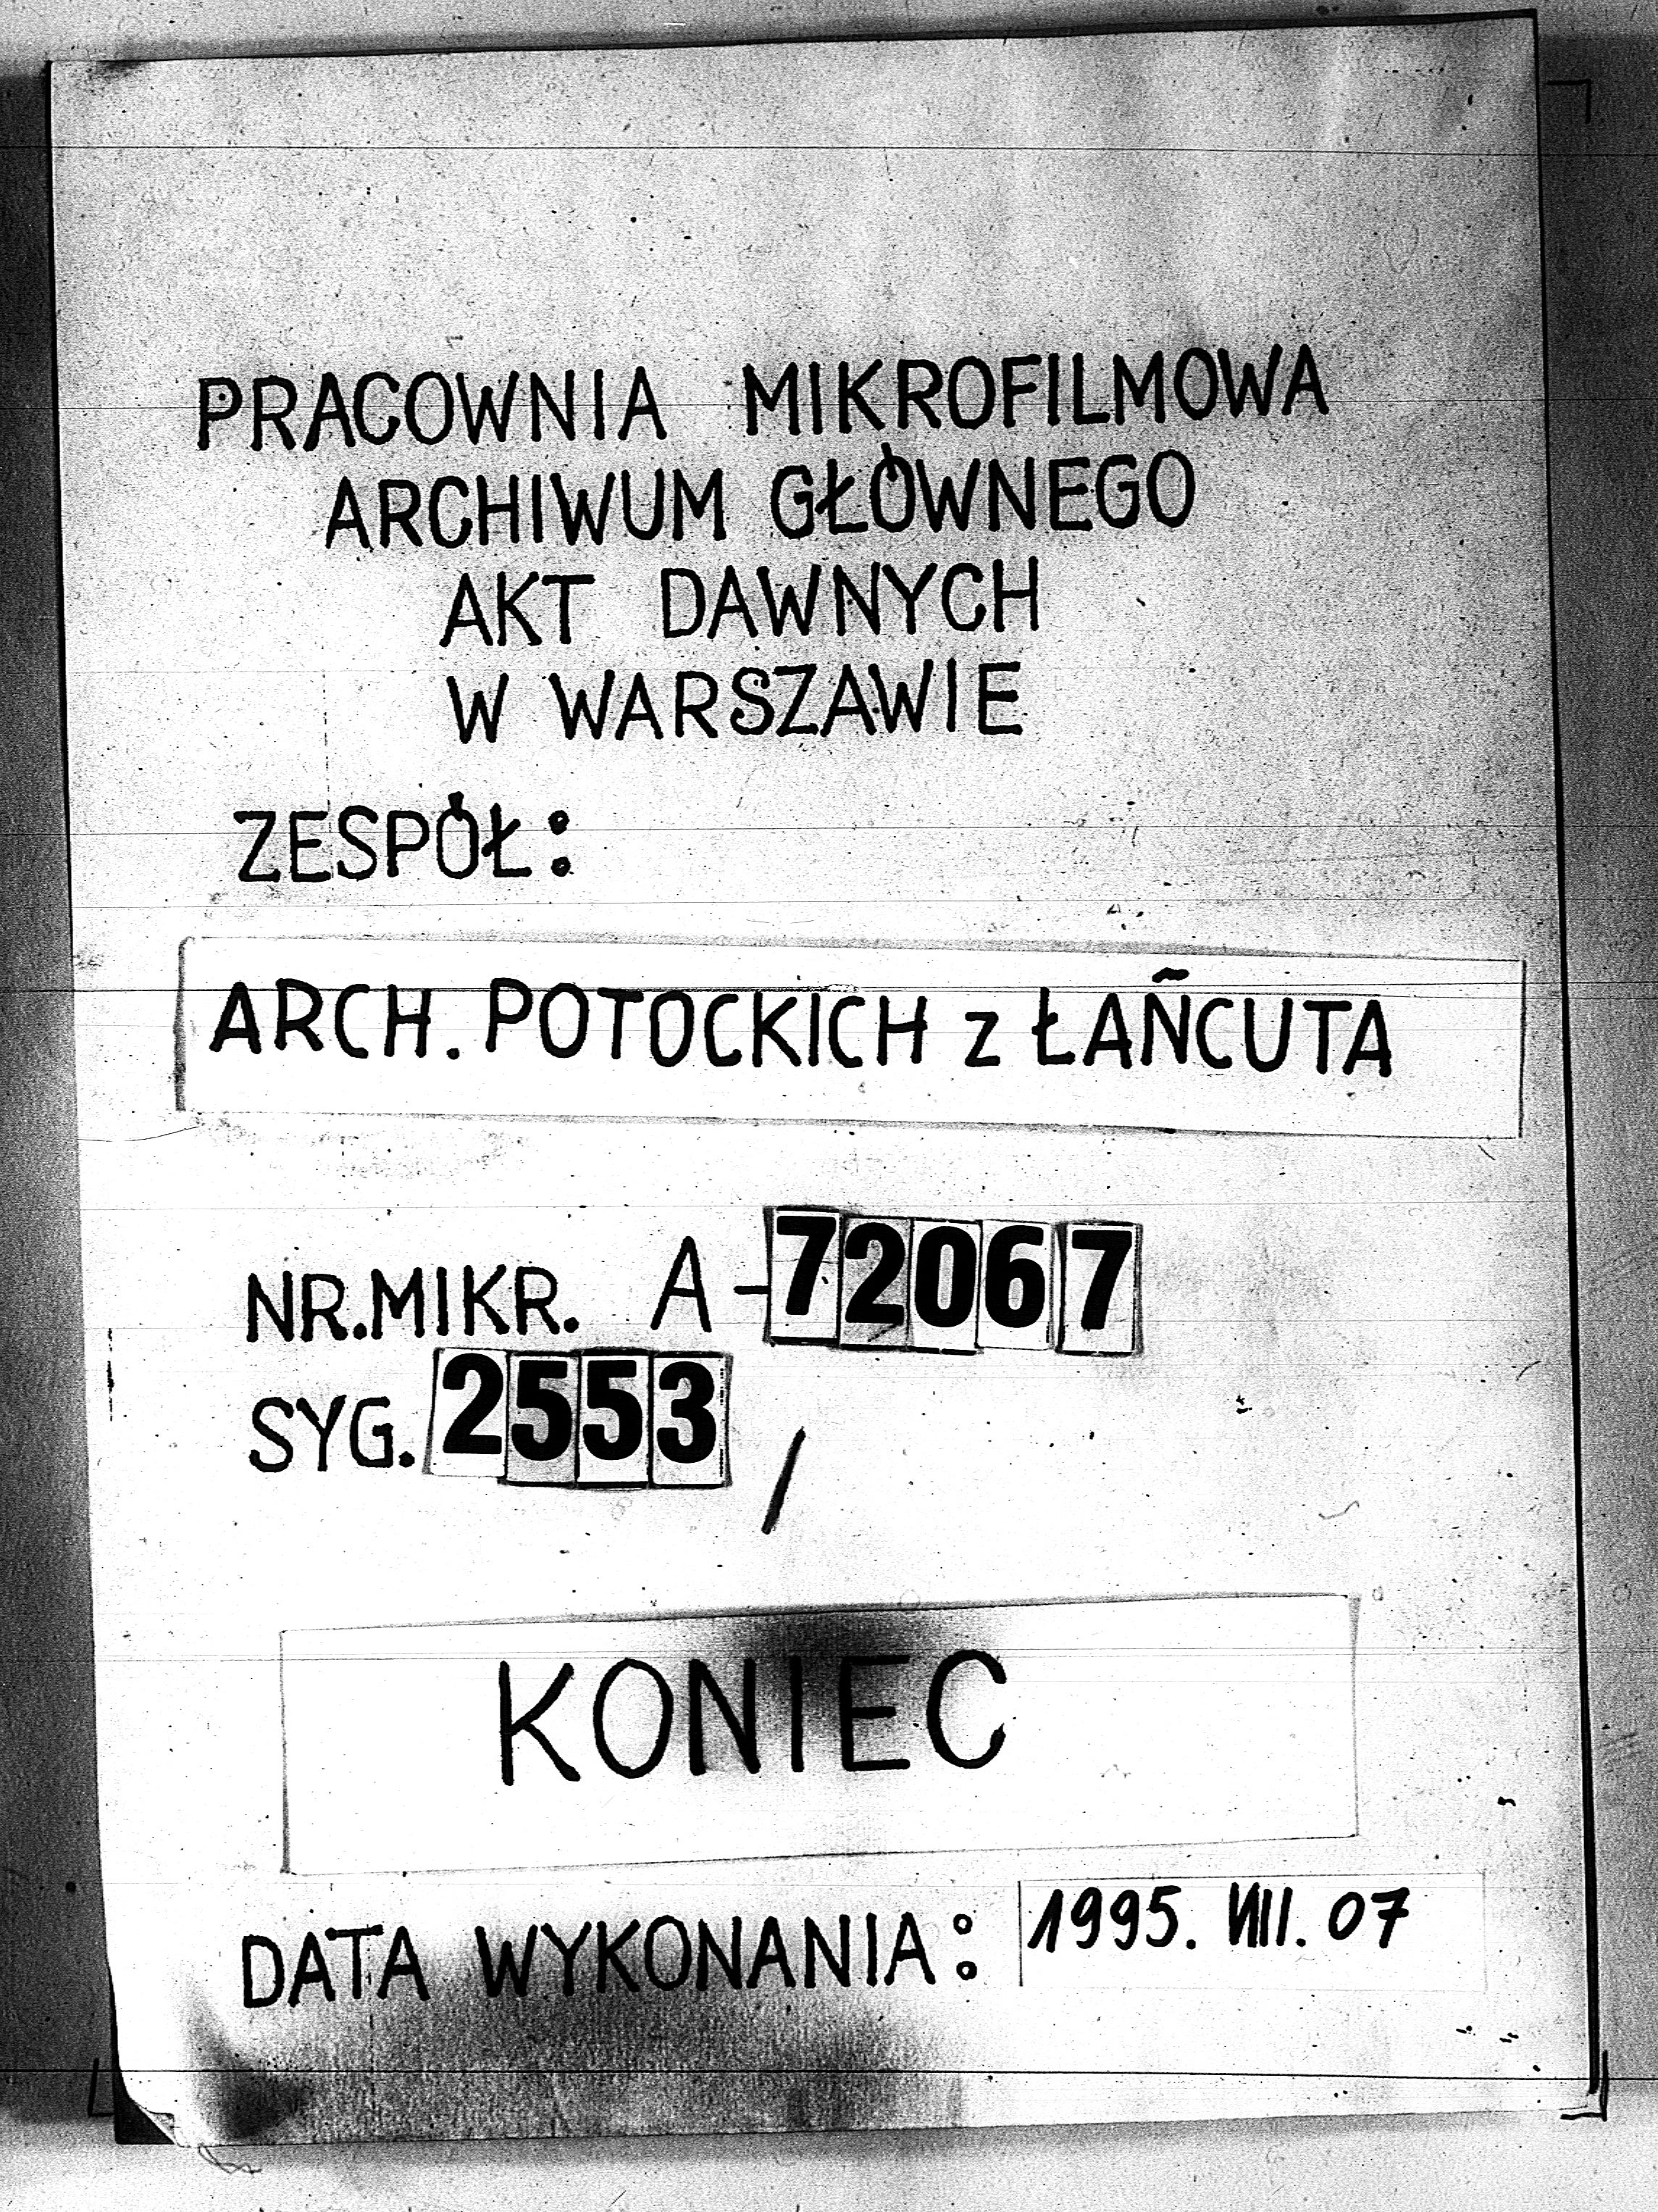 PRACOWNIA MIKROFILMOWA
ARCHIWUM GŁÓWNEGO
AKT DAWNYCH
W WARSZAWIE
ZESPÓŁ:
ARCH. POTOCKICH z ŁAŃCUTA
NR.MIKR. A-72067
SYG. 2553 /
KONIEC
DATA WYKONANIA: 1995. VIII. 07